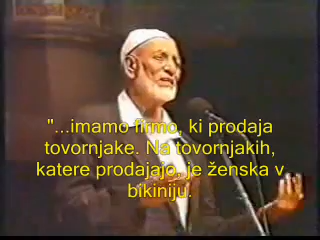 "...imamo firmo, ki prodaja
tovornjake. Na tovornjakih,
katere prodajajo, je ženska v
bikiniju.